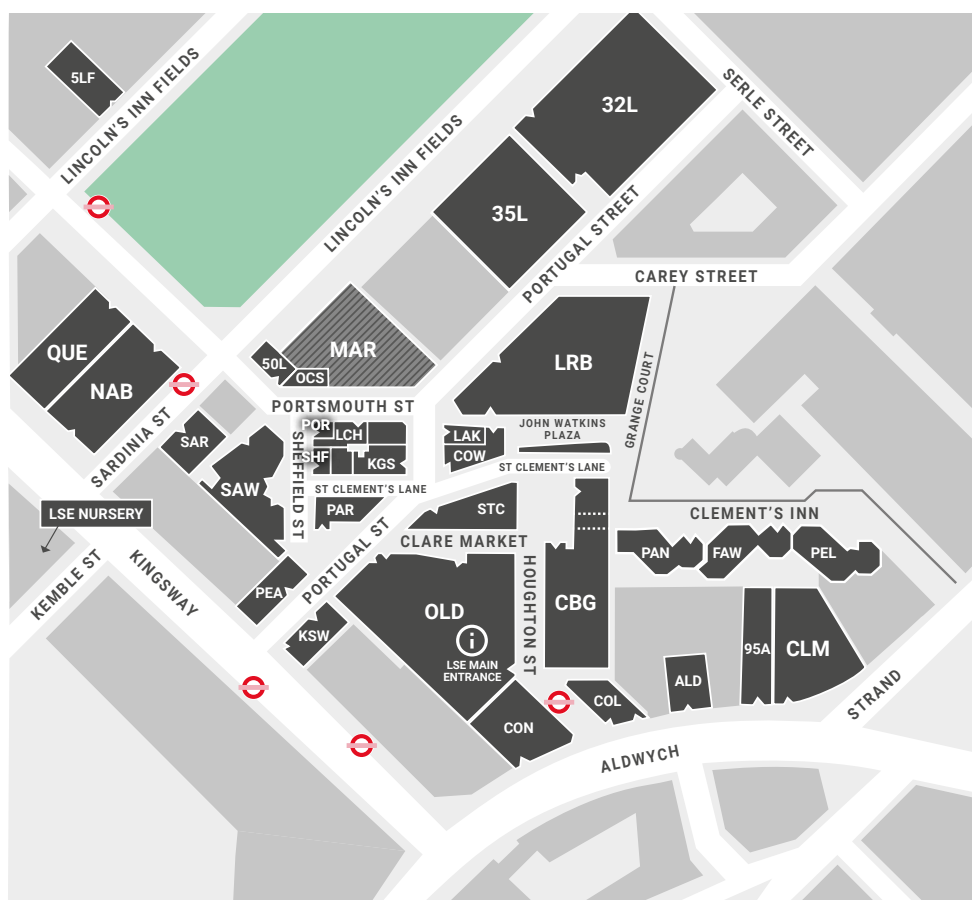 5LF
LINCOLN'S INN FIELDS
32L
SERLE STREET
LINCOLN'S INN FIELDS
35L
PORTUGAL STREET
CAREY STREET
QUE
NAB
50L
OCS
MAR
LRB
GRANGE COURT
PORTSMOUTH ST
SARDINIA ST
SAR
SHEFFIELD ST
POR
LCH
SHF
KGS
LAK
COW
JOHN WATKINS
PLAZA
ST CLEMENT'S LANE
SAW
ST CLEMENT'S LANE
PAR
STC
LSE NURSERY
CLEMENT'S INN
PORTUGAL ST
CLARE MARKET
HOUGHTON ST
PAN
FAW
PEL
KEMBLE ST
KINGSWAY
PEA
KSW
OLD
i
LSE MAIN
ENTRANCE
CBG
95A
CLM
ALD
COL
CON
STRAND
ALDWYCH